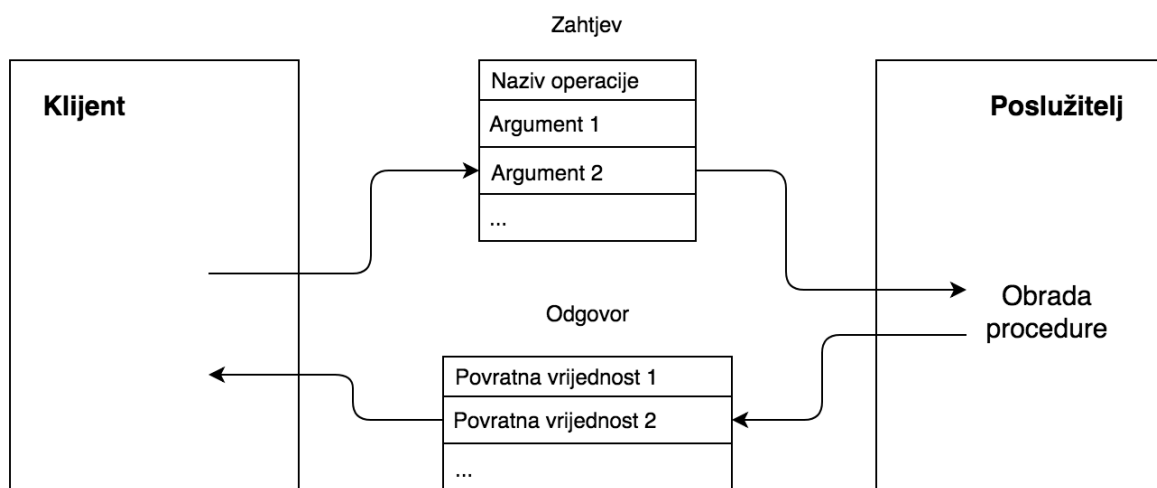 Zahtjev
Klijent
Naziv operacije
Argument 1
Argument 2
...
Poslužitelj
Obrada
procedure
Odgovor
Povratna vrijednost 1
Povratna vrijednost 2
...